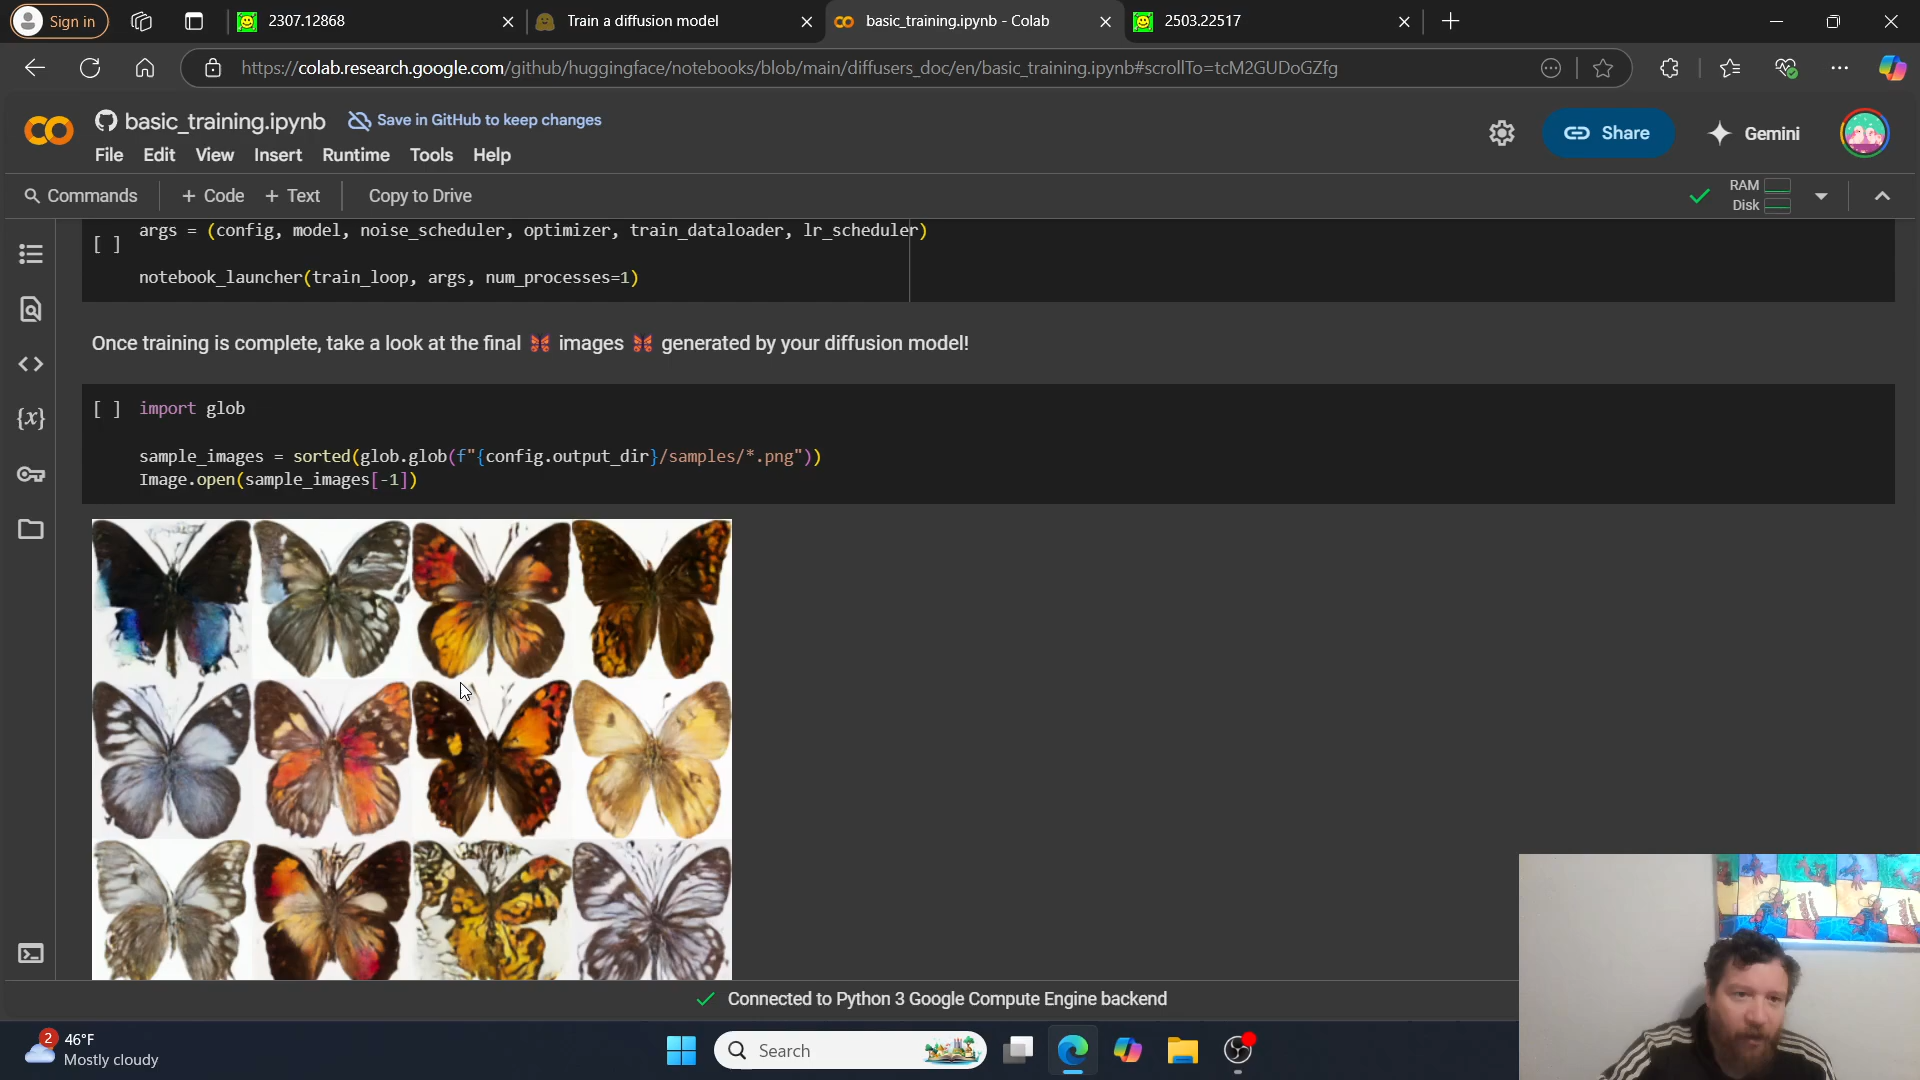 Sign in
2307.12868
Train a diffusion model
basic_training.ipynb - Colab
2503.22517
https://colab.research.google.com/github/huggingface/notebooks/blob/main/diffusers_doc/en/basic_training.ipynb#scrollTo=tcM2GUDoGZfg
basic_training.ipynb
Save in GitHub to keep changes
File Edit View Insert Runtime Tools Help
Share
Gemini
Commands
+ Code + Text
Copy to Drive
RAM
Disk
args = (config, model, noise_scheduler, optimizer, train_dataloader, lr_scheduler)
[ ]
notebook_launcher(train_loop, args, num_processes=1)
Once training is complete, take a look at the final 🦋 images 🦋 generated by your diffusion model!
[ ] import glob
sample_images = sorted(glob.glob(f"{config.output_dir}/samples/*.png"))
Image.open(sample_images[-1])
Connected to Python 3 Google Compute Engine backend
2
46°F
Mostly cloudy
Search